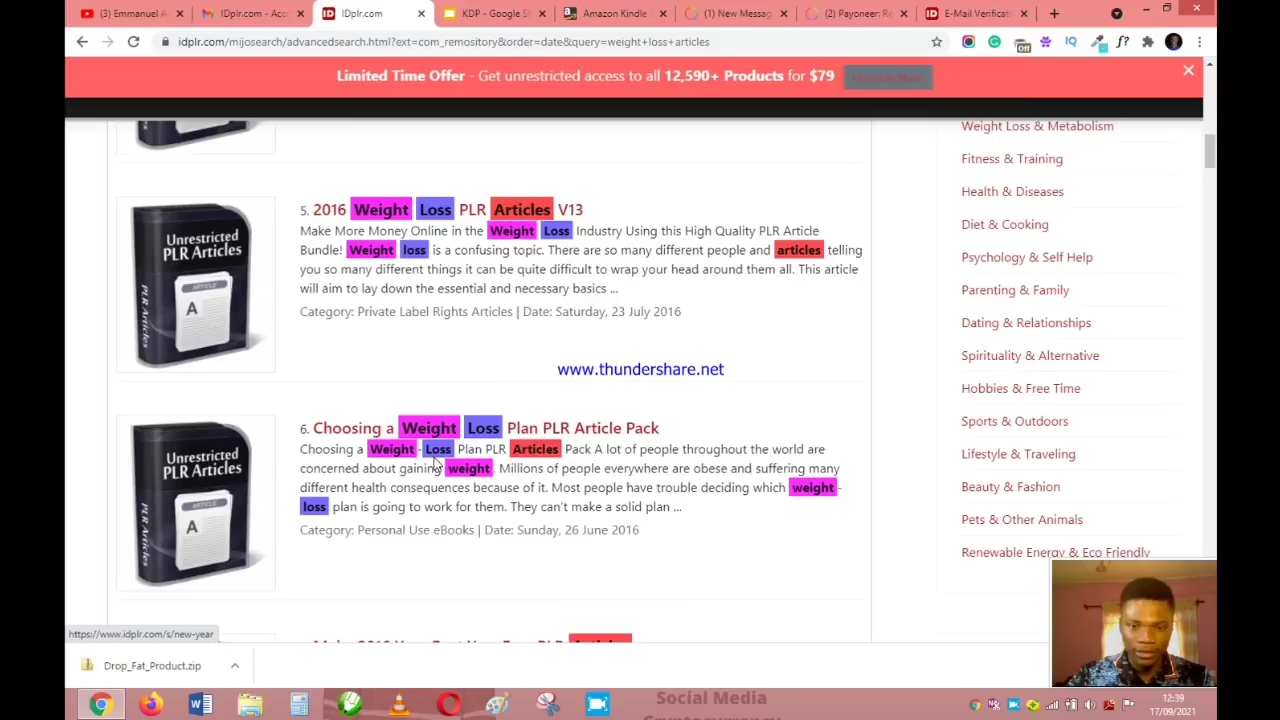 (3) Emmanuel A
IDplr.com - Acc
IDplr.com
KDP - Google S
Amazon Kindle
(1) New Messag
(2) Payoneer: Re
E-Mail Verificat
idplr.com/mijosearch/advancedsearch.html?ext=com_remository&order=date&query=weight+loss+articles
Off
Limited Time Offer - Get unrestricted access to all 12,590+ Products for $79
Unrestricted
PLR Articles
ARTICLE
A
PLR Articles
5. 2016 Weight Loss PLR Articles V13
Make More Money Online in the Weight Loss Industry Using this High Quality PLR Article
Bundle! Weight loss is a confusing topic. There are so many different people and articles telling
you so many different things it can be quite difficult to wrap your head around them all. This article
will aim to lay down the essential and necessary basics ...
Category: Private Label Rights Articles | Date: Saturday, 23 July 2016
www.thundershare.net
Unrestricted
PLR Articles
ARTICLE
A
PLR Articles
6. Choosing a Weight Loss Plan PLR Article Pack
Choosing a Weight -Loss Plan PLR Articles Pack A lot of people throughout the world are
concerned about gaining weight. Millions of people everywhere are obese and suffering many
different health consequences because of it. Most people have trouble deciding which weight -
loss plan is going to work for them. They can't make a solid plan ...
Category: Personal Use eBooks | Date: Sunday, 26 June 2016
Weight Loss & Metabolism
Fitness & Training
Health & Diseases
Diet & Cooking
Psychology & Self Help
Parenting & Family
Dating & Relationships
Spirituality & Alternative
Hobbies & Free Time
Sports & Outdoors
Lifestyle & Traveling
Beauty & Fashion
Pets & Other Animals
Renewable Energy & Eco Friendly
https://www.idplr.com/s/new-year
Drop_Fat_Product.zip
Social Media
12:39
17/09/2021